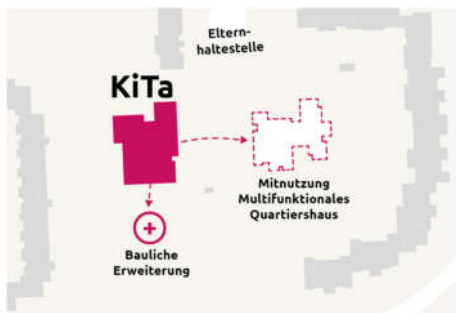 Eltern-
haltestelle
KiTa
Mitnutzung
Multifunktionales
Quartiershaus
Bauliche
Erweiterung